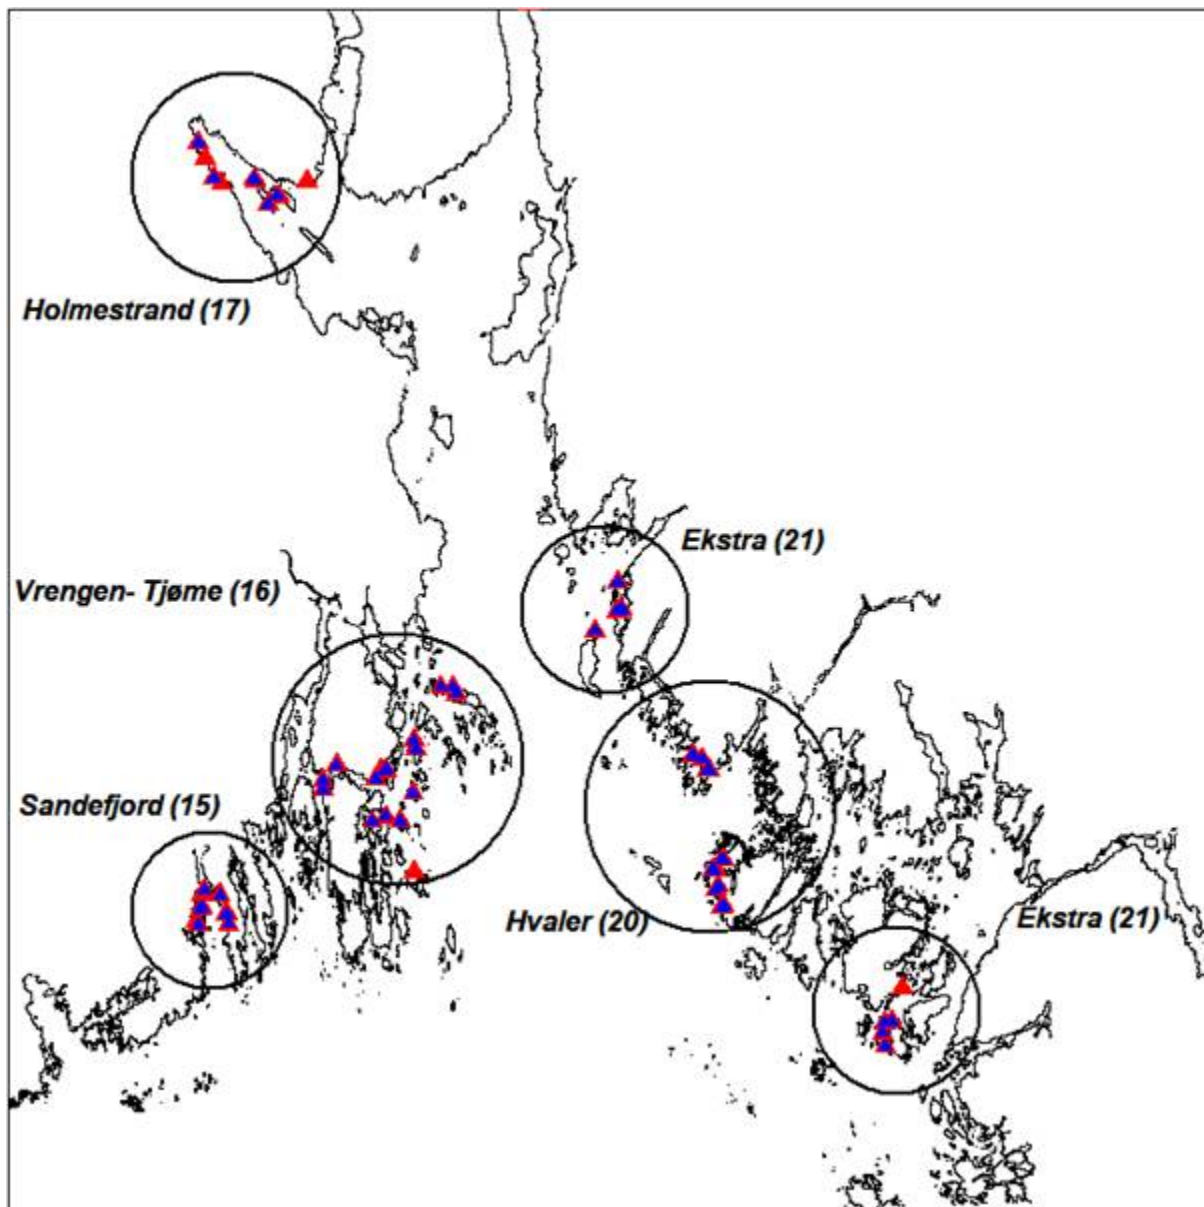 Holmestrand (17)
Ekstra (21)
Vrengen- Tjøme (16)
Sandefjord (15)
Hvaler (20)
Ekstra (21)